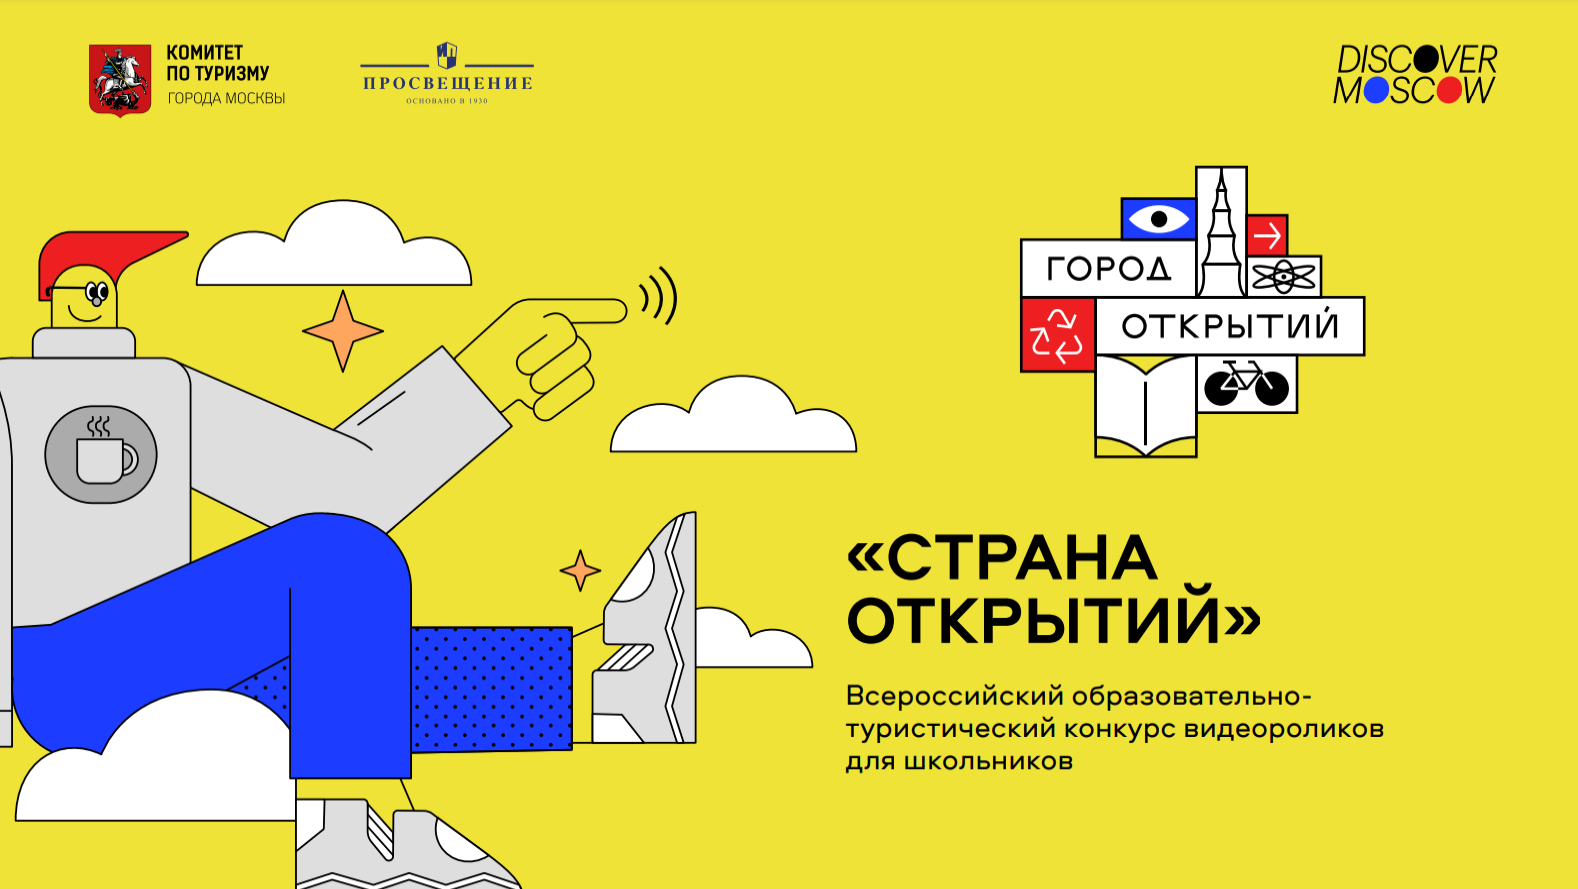 КОМИТЕТ
ПО ТУРИЗМУ
ГОРОДА МОСКВЫ
ПРОСВЕЩЕНИЕ
ОСНОВАНО В 1930
DISCOVER
MOSCOW
ГОРОД
ОТКРЫТИЙ
«СТРАНА
ОТКРЫТИЙ»
Всероссийский образовательно-
туристический конкурс видеороликов
для школьников